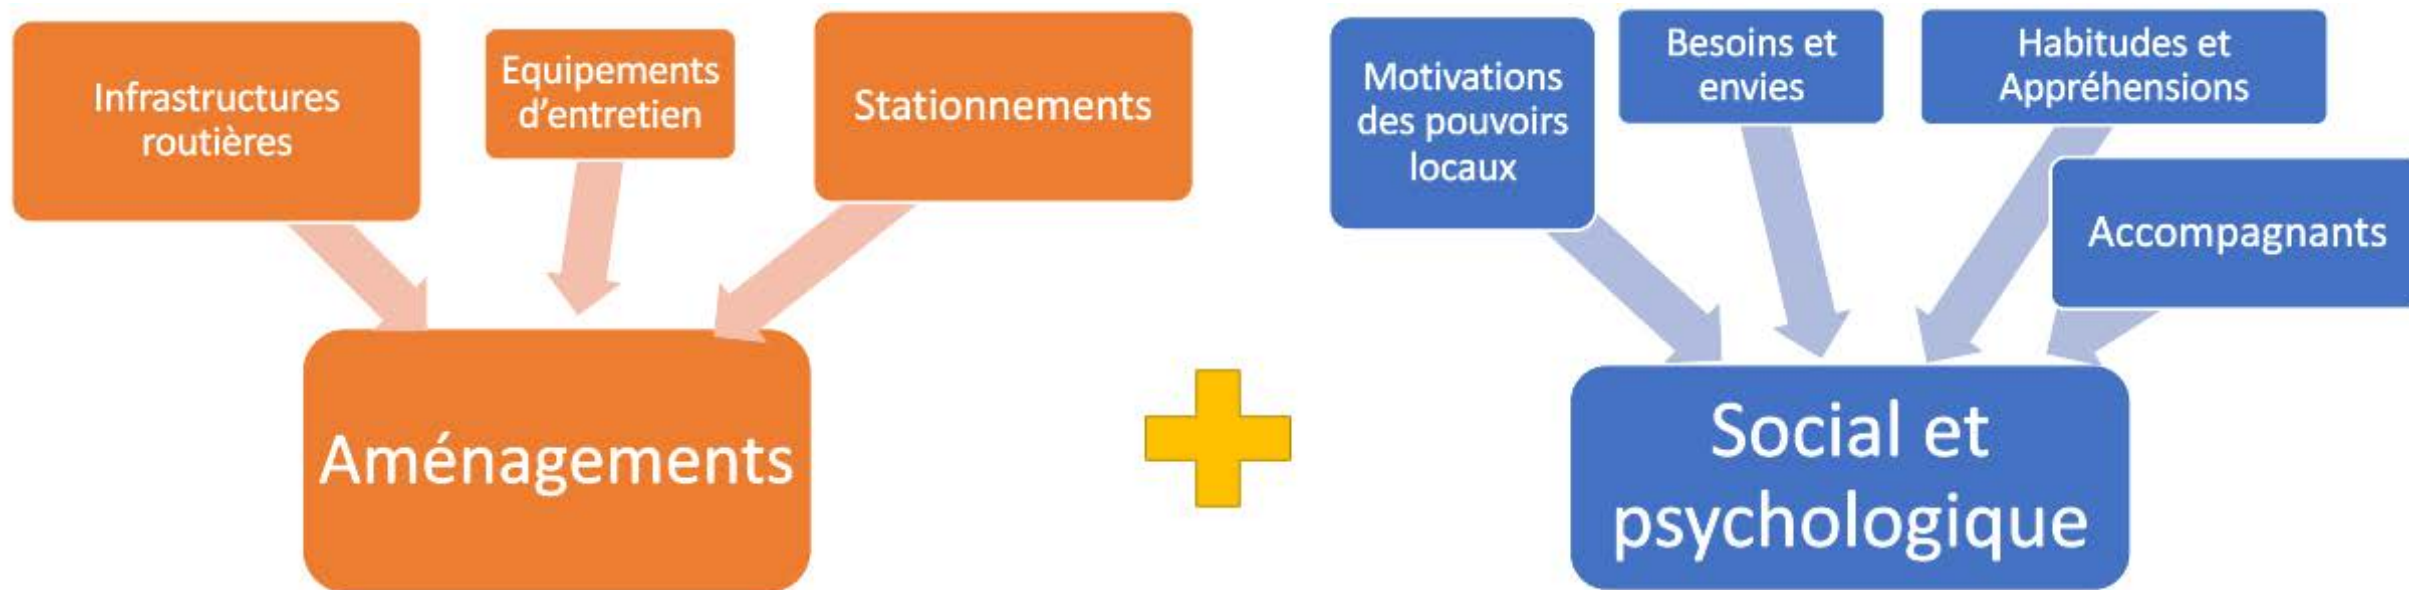 Infrastructures
routières
Equipements
d’entretien
Stationnements
Aménagements
Motivations
des pouvoirs
locaux
Besoins et
envies
Habitudes et
Appréhensions
Accompagnants
Social et
psychologique